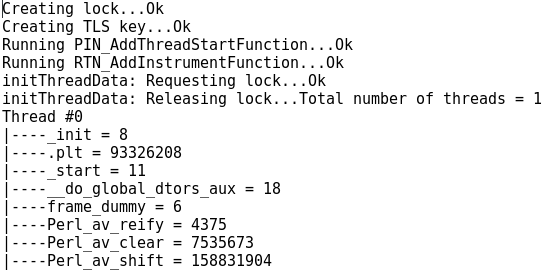 Creating lock...Ok
Creating TLS key...Ok
Running PIN_AddThreadStartFunction...Ok
Running RTN_AddInstrumentFunction...Ok
initThreadData: Requesting lock...Ok
initThreadData: Releasing lock...Total number of threads = 1
Thread #0
|----_init = 8
|----.plt = 93326208
|----_start = 11
|----__do_global_dtors_aux = 18
|----frame_dummy = 6
|----Perl_av_reify = 4375
|----Perl_av_clear = 7535673
|----Perl_av_shift = 158831904